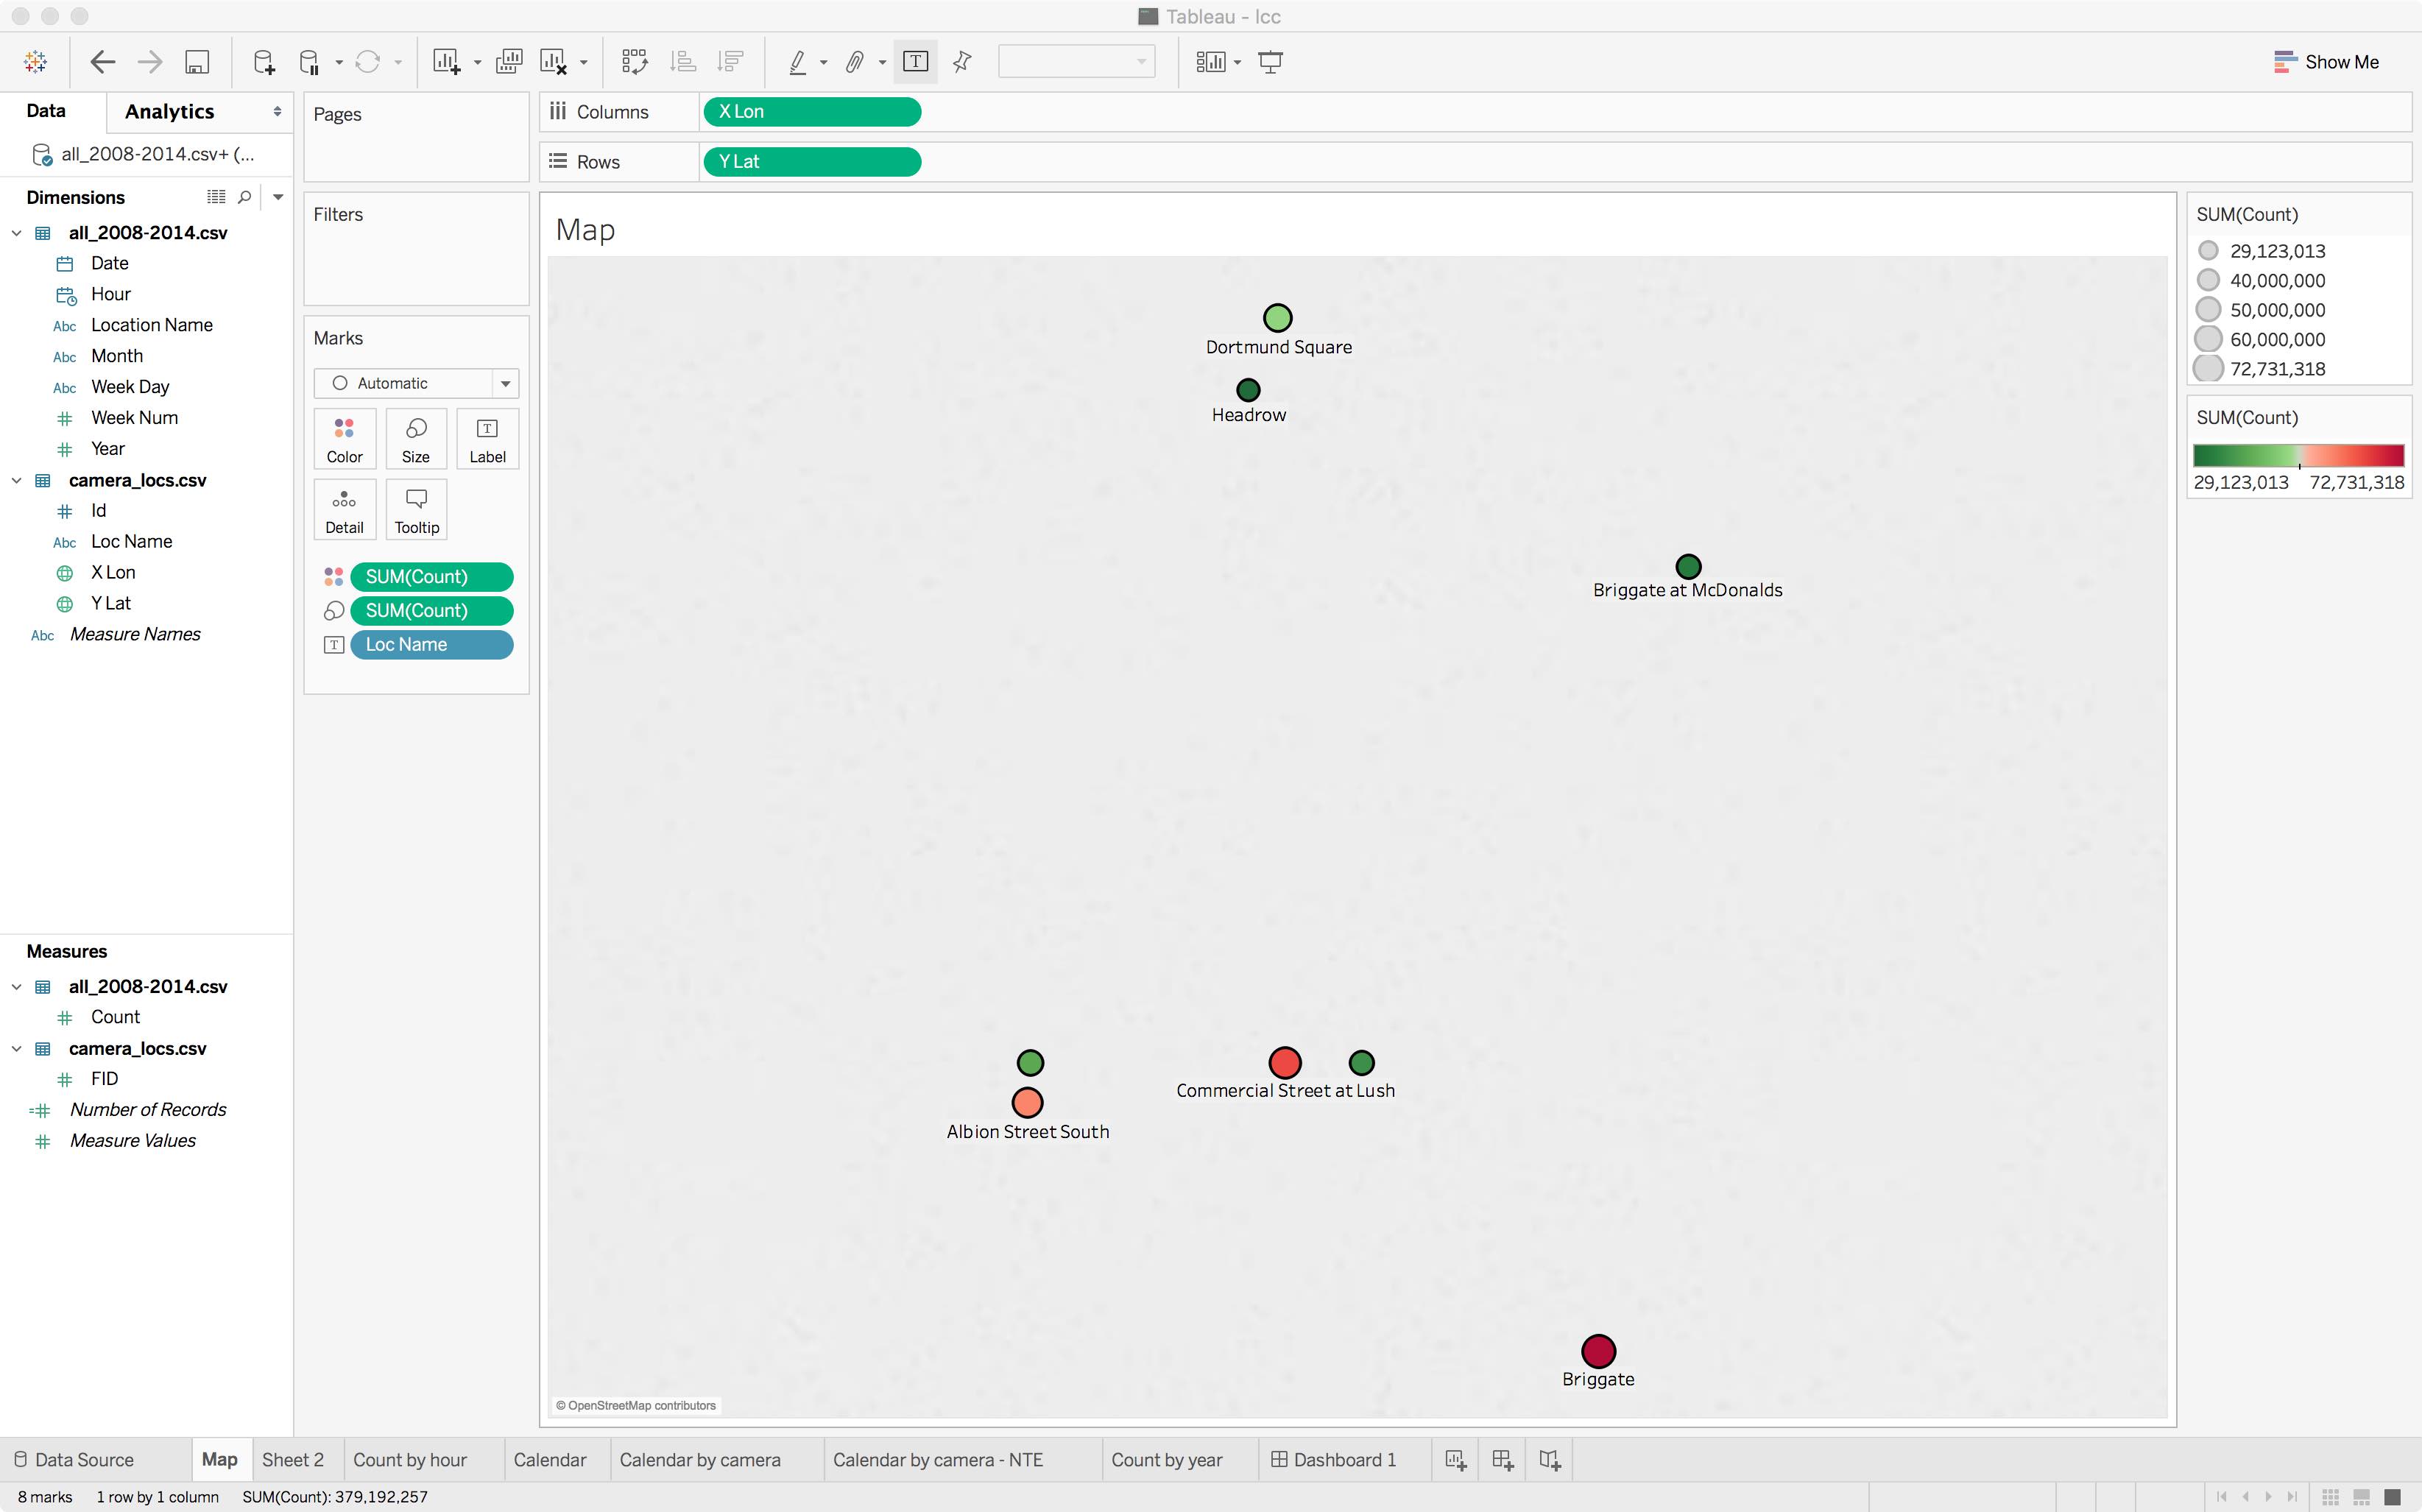 Tableau - lcc
Show Me
Data
Analytics
all_2008-2014.csv+ (...
Dimensions
all_2008-2014.csv
Date
Hour
Abc Location Name
Abc Month
Abc Week Day
Week Num
Year
camera_locs.csv
Id
Abc Loc Name
X Lon
Y Lat
Abc Measure Names
Measures
all_2008-2014.csv
Count
camera_locs.csv
FID
Number of Records
Measure Values
Pages
Filters
Marks
Automatic
Color
Size
T
Label
Detail
Tooltip
SUM(Count)
SUM(Count)
T Loc Name
Columns
X Lon
Rows
Y Lat
Map
Dortmund Square
Headrow
Briggate at McDonalds
Commercial Street at Lush
Albion Street South
Briggate
© OpenStreetMap contributors
SUM(Count)
29,123,013
40,000,000
50,000,000
60,000,000
72,731,318
SUM(Count)
29,123,013 72,731,318
Data Source
Map
Sheet 2
Count by hour
Calendar
Calendar by camera
Calendar by camera - NTE
Count by year
Dashboard 1
8 marks
1 row by 1 column
SUM(Count): 379,192,257